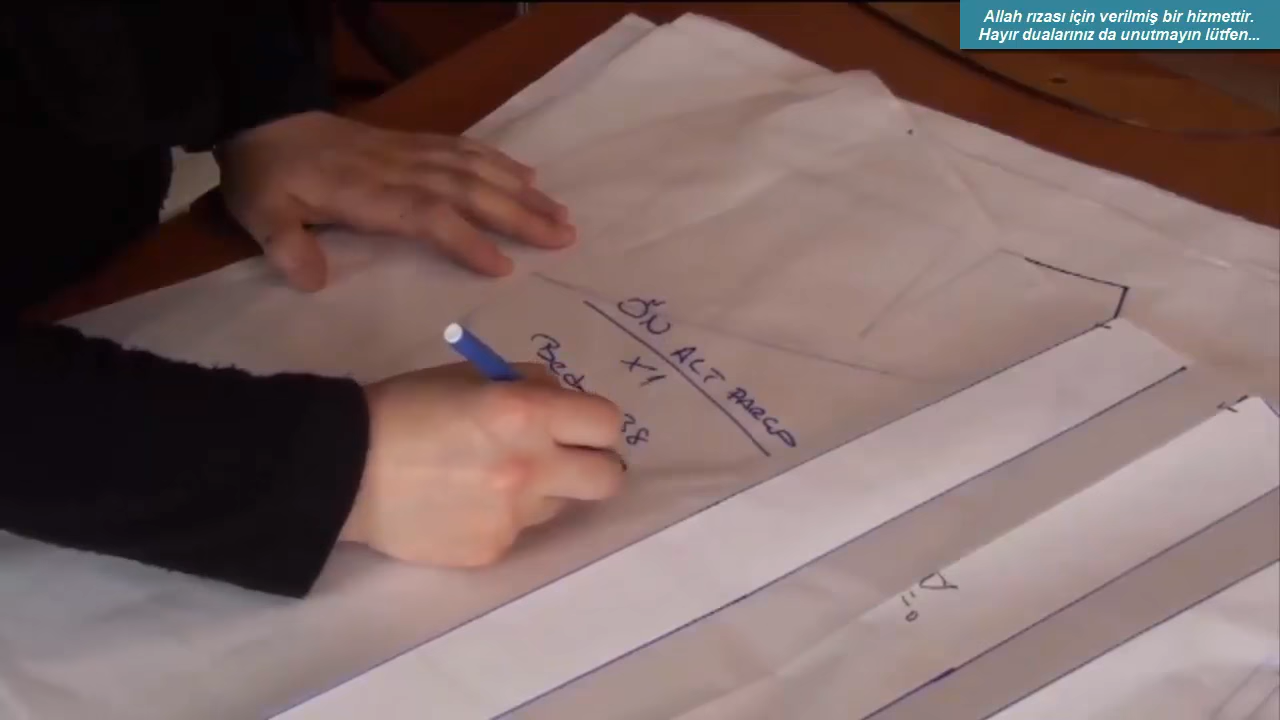 Allah rızası için verilmiş bir hizmettir.
Hayır dualarınız da unutmayın lütfen...
ÖN ALT PARÇA
X1
38